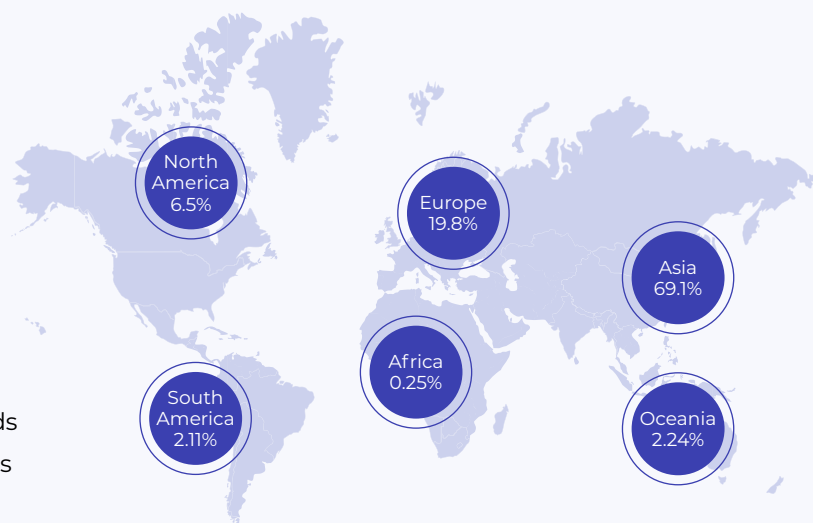 North
America
6.5%
Europe
19.8%
Asia
69.1%
Africa
0.25%
South
America
2.11%
Oceania
2.24%